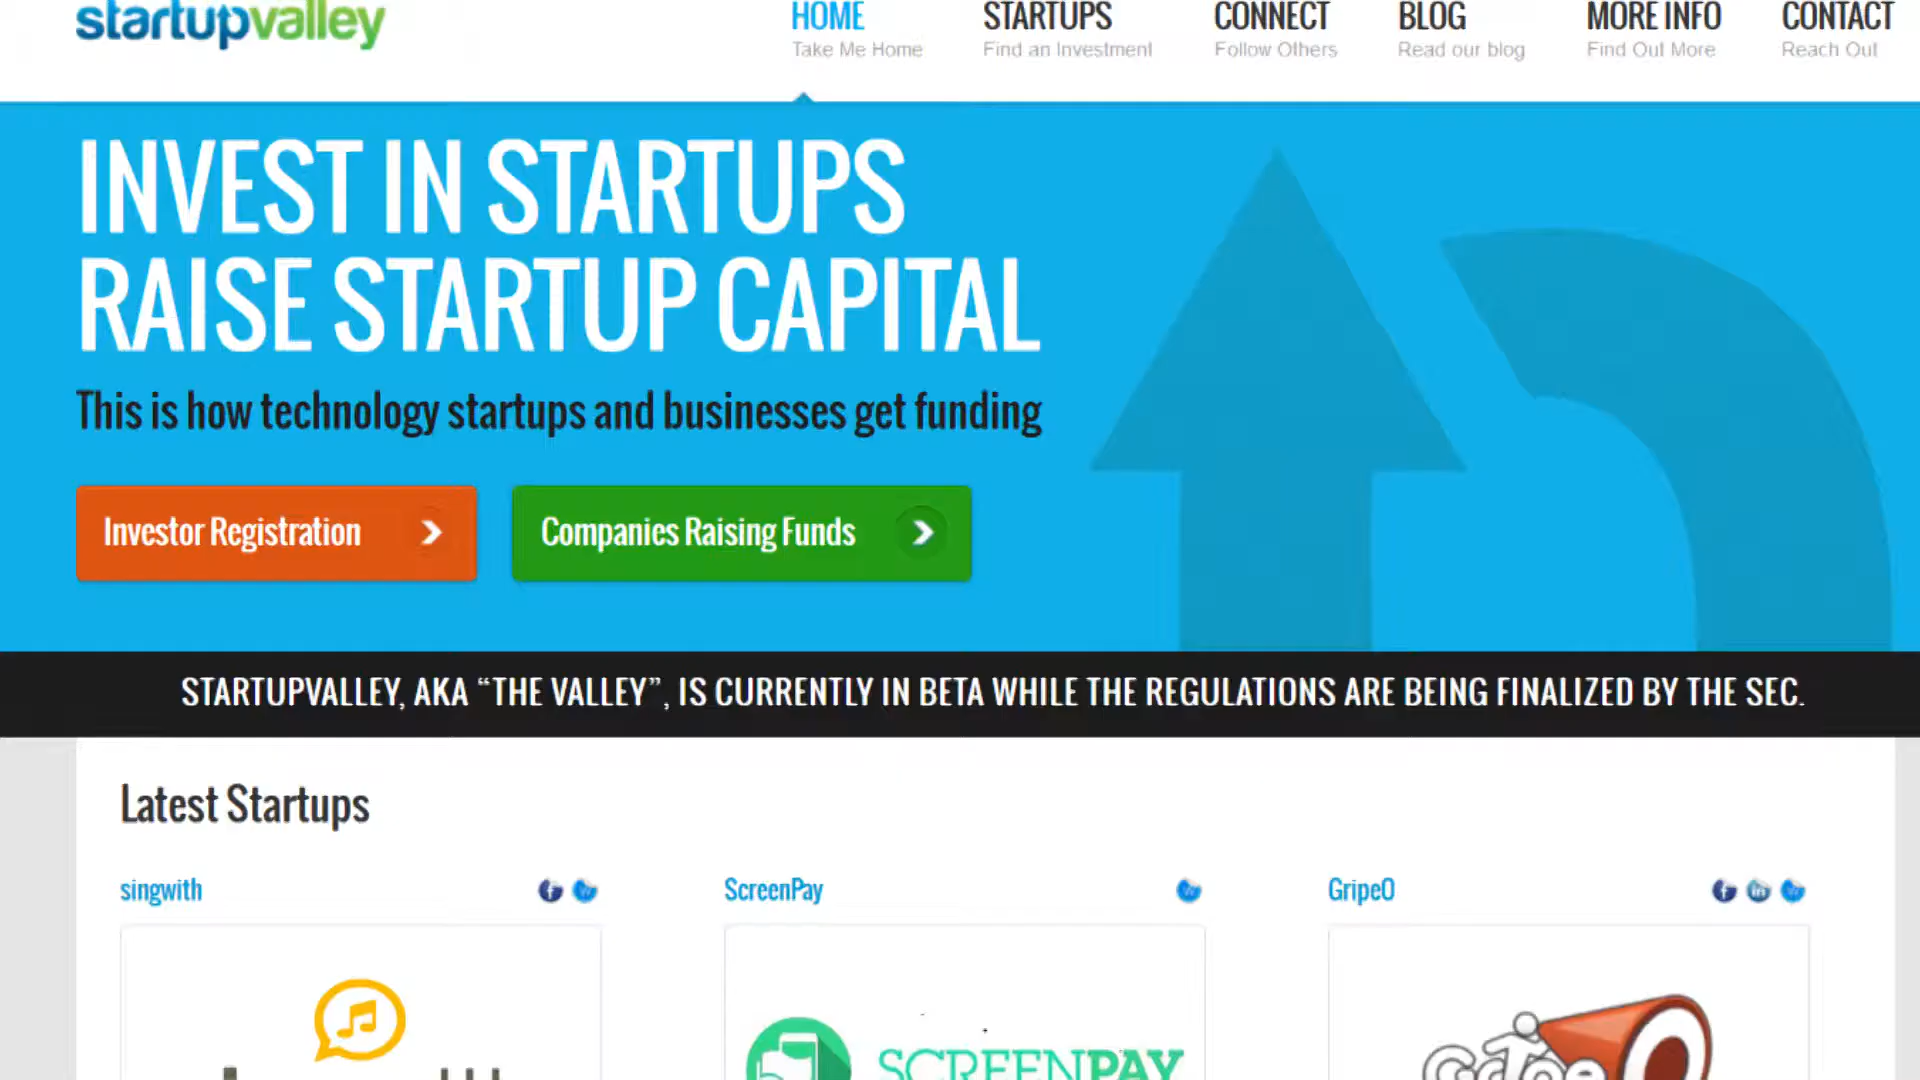 startupvalley
HOME STARTUPS CONNECT BLOG MORE INFO CONTACT
Take Me Home Find an Investment Follow Others Read our blog Find Out More Reach Out
INVEST IN STARTUPS
RAISE STARTUP CAPITAL
This is how technology startups and businesses get funding
Investor Registration Companies Raising Funds
STARTUPVALLEY, AKA “THE VALLEY”, IS CURRENTLY IN BETA WHILE THE REGULATIONS ARE BEING FINALIZED BY THE SEC.
Latest Startups
singwith ScreenPay GripeO
SCREENPAY